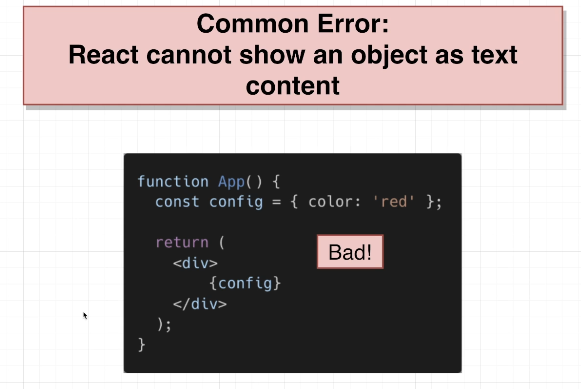 Common Error:
React cannot show an object as text
content
function App() {
const config = { color: 'red' };
return (
Bad!
<div>
{config}
</div>
);
}